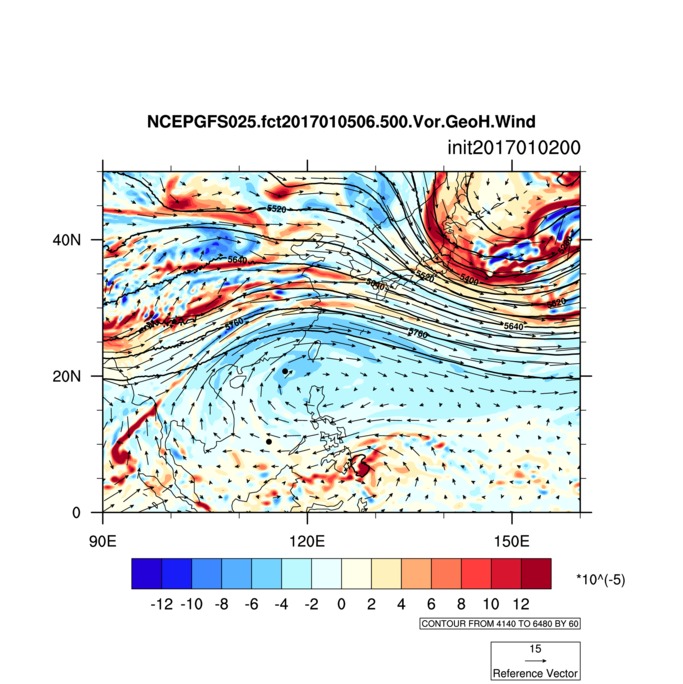 NCEPGFS025.fct2017010506.500.Vor.GeoH.Wind
init2017010200
5520
40N
5640
5640
5520
5400
5520
5760
5760
5640
20N
0
90E 120E 150E
-12 -10 -8 -6 -4 -2 0 2 4 6 8 10 12
*10^(-5)
CONTOUR FROM 4140 TO 6480 BY 60
15
Reference Vector